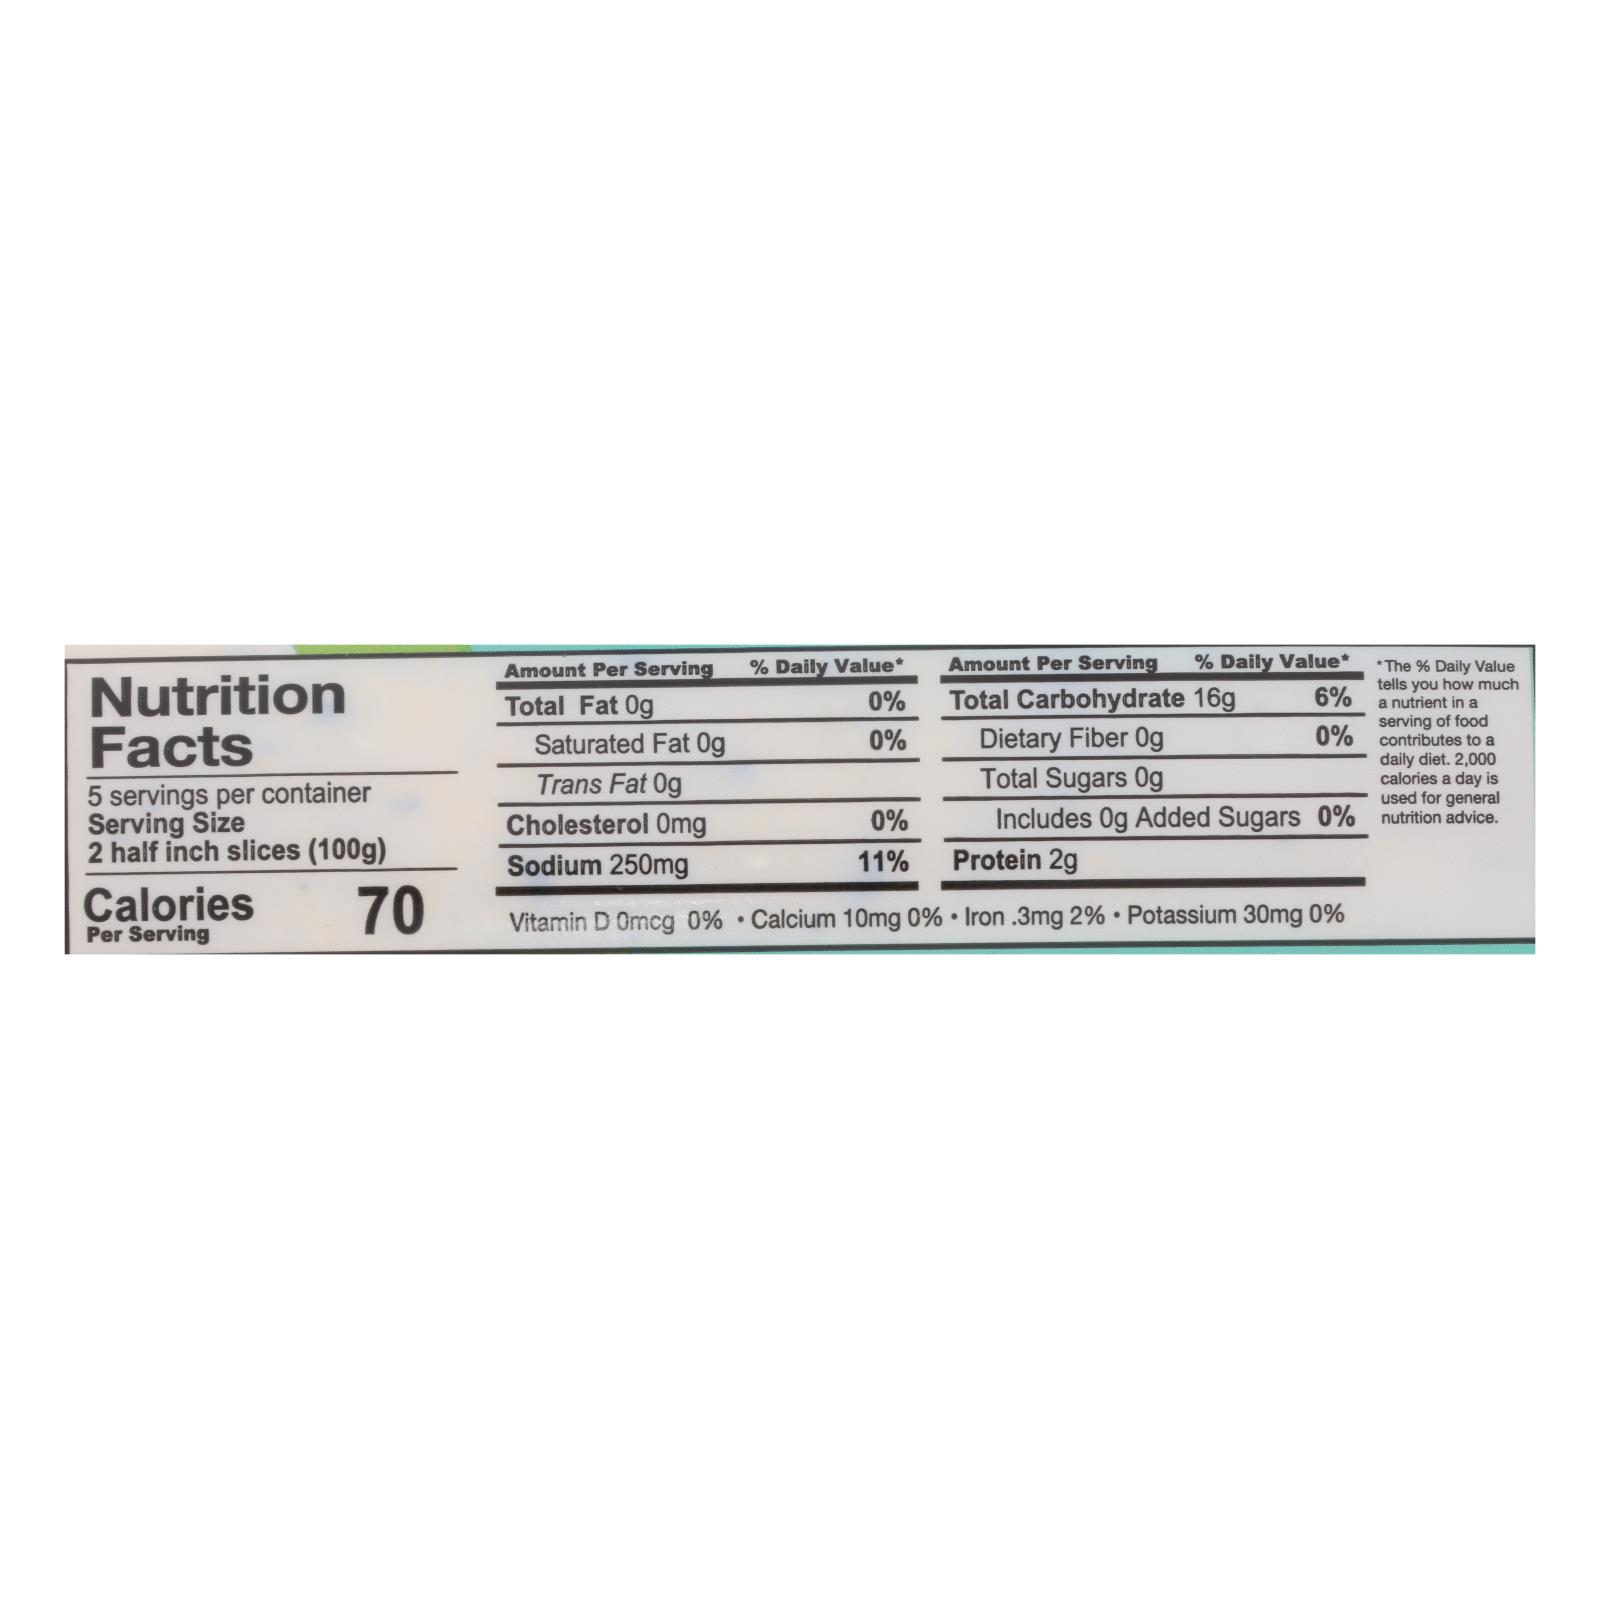 Nutrition
Facts
5 servings per container
Serving Size
2 half inch slices (100g)
Calories 70
Per Serving
Amount Per Serving % Daily Value*
Total Fat 0g 0%
Saturated Fat 0g 0%
Trans Fat 0g
Cholesterol 0mg 0%
Sodium 250mg 11%
Amount Per Serving % Daily Value*
Total Carbohydrate 16g 6%
Dietary Fiber 0g 0%
Total Sugars 0g
Includes 0g Added Sugars 0%
Protein 2g
Vitamin D 0mcg 0% • Calcium 10mg 0% • Iron .3mg 2% • Potassium 30mg 0%
*The % Daily Value
tells you how much
a nutrient in a
serving of food
contributes to a
daily diet. 2,000
calories a day is
used for general
nutrition advice.